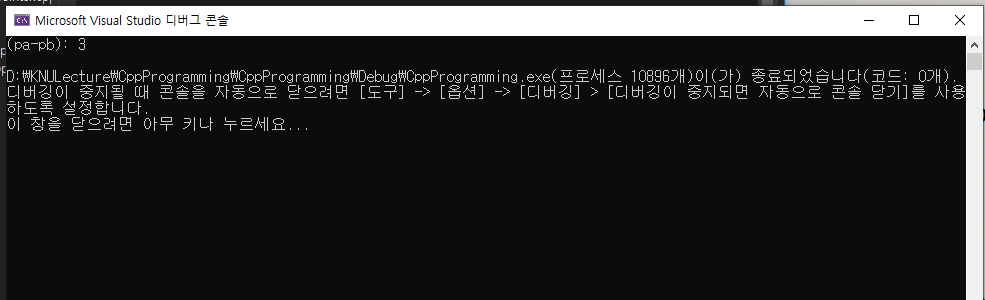 Microsoft Visual Studio 디버그 콘솔
(pa-pb): 3
D:₩KNULecture₩CppProgramming₩CppProgramming₩Debug₩CppProgramming.exe(프로세스 10896개)이(가) 종료되었습니다(코드: 0개).
디버깅이 중지될 때 콘솔을 자동으로 닫으려면 [도구] -> [옵션] -> [디버깅] > [디버깅이 중지되면 자동으로 콘솔 닫기]를 사용
하도록 설정합니다.
이 창을 닫으려면 아무 키나 누르세요...